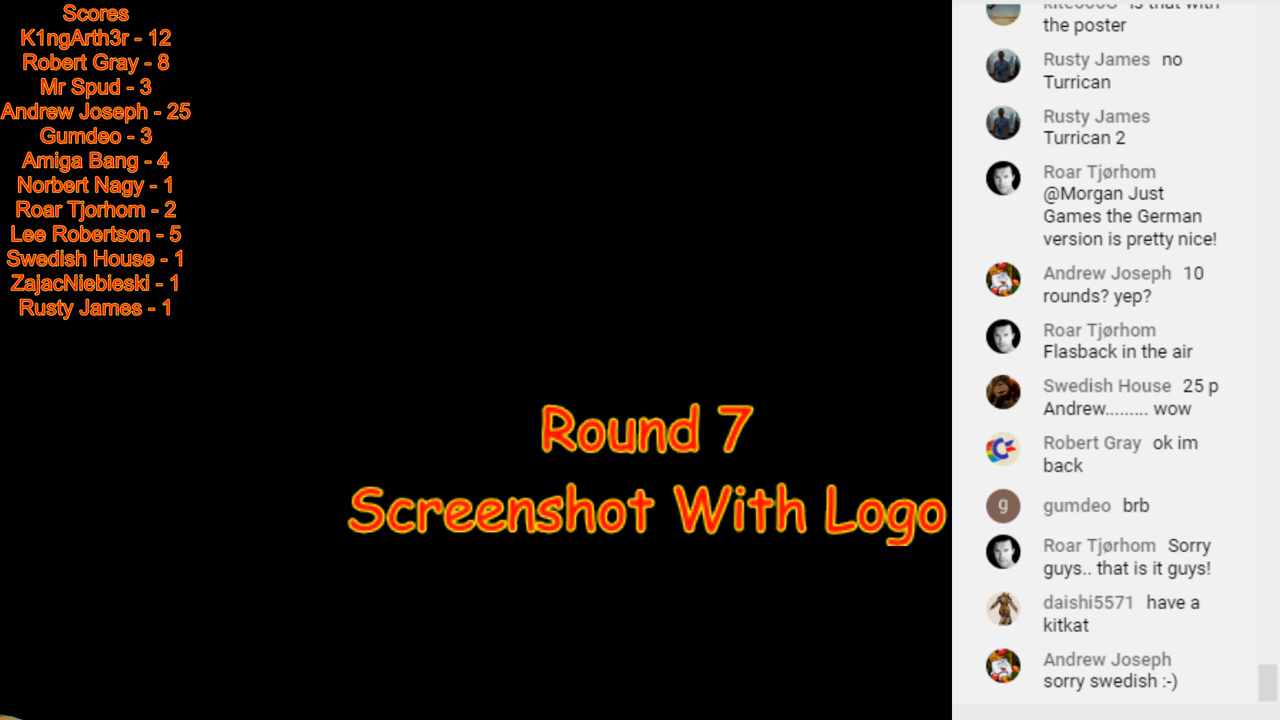 Scores
K1ngArth3r - 12
Robert Gray - 8
Mr Spud - 3
Andrew Joseph - 25
Gumdeo - 3
Amiga Bang - 4
Norbert Nagy - 1
Roar Tjorhom - 2
Lee Robertson - 5
Swedish House - 1
ZajacNiebieski - 1
Rusty James - 1
Round 7
Screenshot With Logo
is that with
the poster
Rusty James no
Turrican
Rusty James
Turrican 2
Roar Tjørhom
@Morgan Just
Games the German
version is pretty nice!
Andrew Joseph 10
rounds? yep?
Roar Tjørhom
Flasback in the air
Swedish House 25 p
Andrew......... wow
Robert Gray ok im
back
g
gumdeo brb
Roar Tjørhom Sorry
guys.. that is it guys!
daishi5571 have a
kitkat
Andrew Joseph
sorry swedish :-)